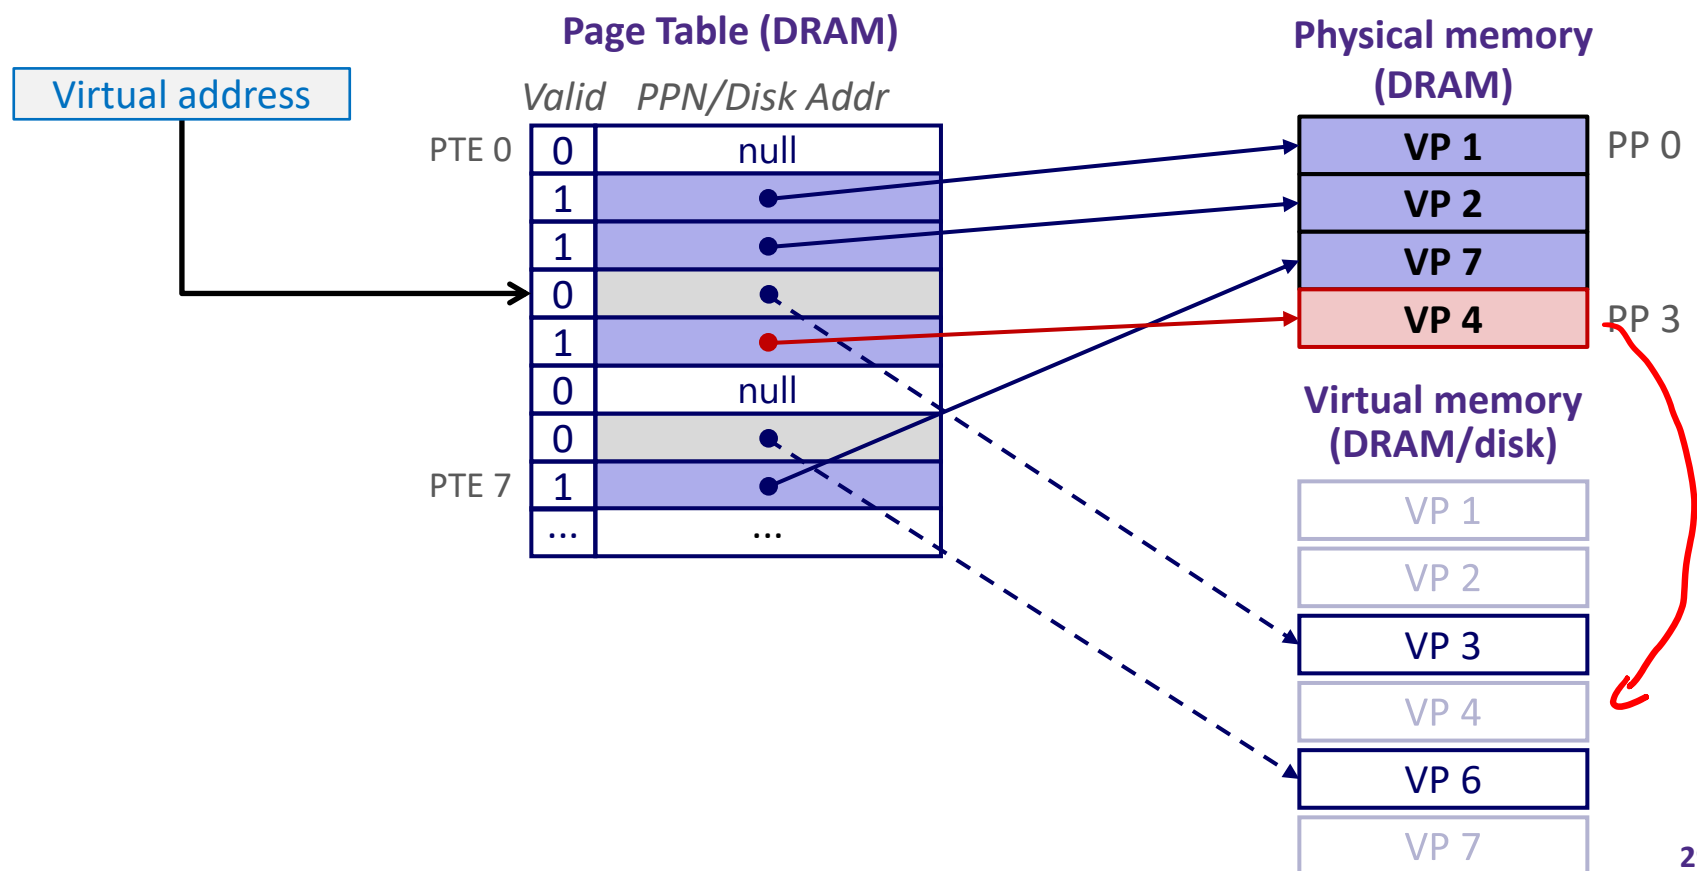 Page Table (DRAM)
Physical memory
(DRAM)
Virtual address
Valid PPN/Disk Addr
PTE 0 0 null
1
1
0
1
0 null
0
PTE 7 1
... ...
VP 1 PP 0
VP 2
VP 7
VP 4 PP 3
Virtual memory
(DRAM/disk)
VP 1
VP 2
VP 3
VP 4
VP 6
VP 7